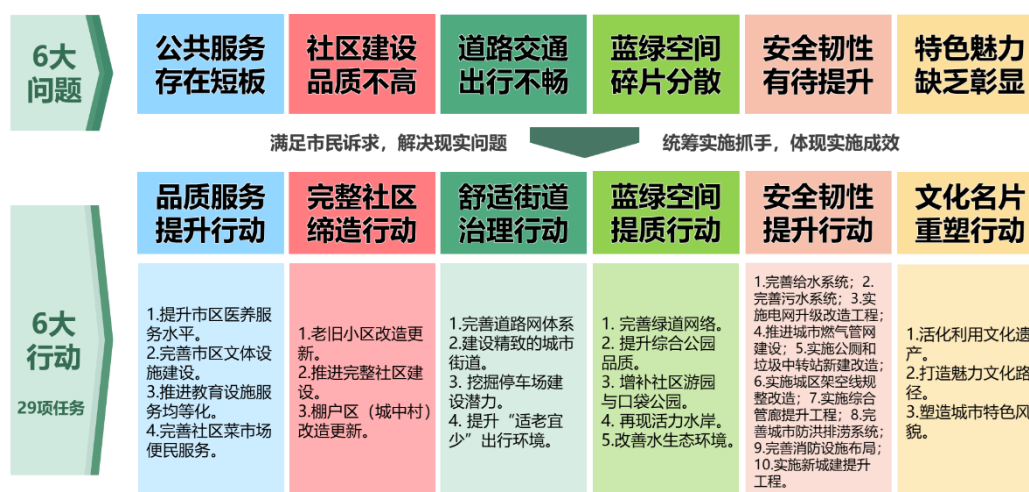 6大
问题
公共服务
存在短板
社区建设
品质不高
道路交通
出行不畅
蓝绿空间
碎片分散
安全韧性
有待提升
特色魅力
缺乏彰显
满足市民诉求，解决现实问题
统筹实施抓手，体现实施成效
6大
行动
29项任务
品质服务
提升行动
完整社区
缔造行动
舒适街道
治理行动
蓝绿空间
提质行动
安全韧性
提升行动
文化名片
重塑行动
1.提升市区医养服
务水平。
2.完善市区文体设
施建设。
3.推进教育设施服
务均等化。
4.完善社区菜市场
便民服务。
1.老旧小区改造更
新。
2.推进完整社区建
设。
3.棚户区（城中村）
改造更新。
1.完善道路网体系
2.建设精致的城市
街道。
3. 挖掘停车场建
设潜力。
4. 提升“适老宜
少”出行环境。
1. 完善绿道网络。
2. 提升综合公园
品质。
3. 增补社区游园
与口袋公园。
4. 再现活力水岸。
5.改善水生态环境。
1.完善给水系统；2.
完善污水系统；3.实
施电网升级改造工程；
4.推进城市燃气管网
建设；5.实施公厕和
垃圾中转站新建改造；
6.实施城区架空线规
整改造；7.实施综合
管廊提升工程；8.完
善城市防洪排涝系统；
9.完善消防设施布局；
10.实施新城建提升
工程。
1.活化利用文化遗
产。
2.打造魅力文化路
径。
3.塑造城市特色风
貌。